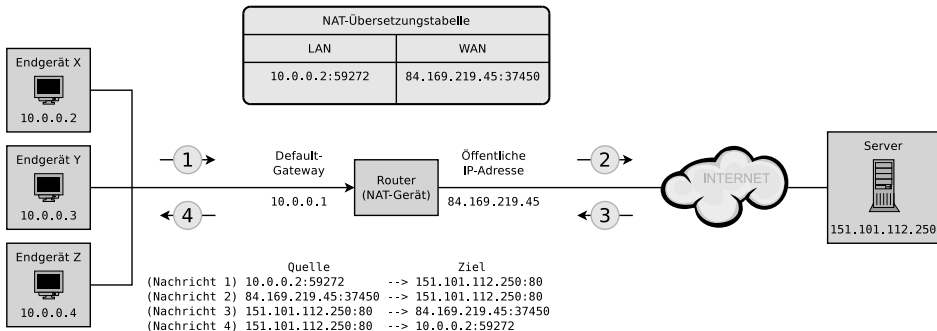 NAT-Übersetzungstabelle
LAN WAN
10.0.0.2:59272 84.169.219.45:37450
Endgerät X
10.0.0.2
Endgerät Y
10.0.0.3
Endgerät Z
10.0.0.4
1
4
Default-
Gateway
10.0.0.1
Router
(NAT-Gerät)
Öffentliche
IP-Adresse
84.169.219.45
2
3
INTERNET
Server
151.101.112.250
Quelle Ziel
(Nachricht 1) 10.0.0.2:59272 --> 151.101.112.250:80
(Nachricht 2) 84.169.219.45:37450 --> 151.101.112.250:80
(Nachricht 3) 151.101.112.250:80 --> 84.169.219.45:37450
(Nachricht 4) 151.101.112.250:80 --> 10.0.0.2:59272